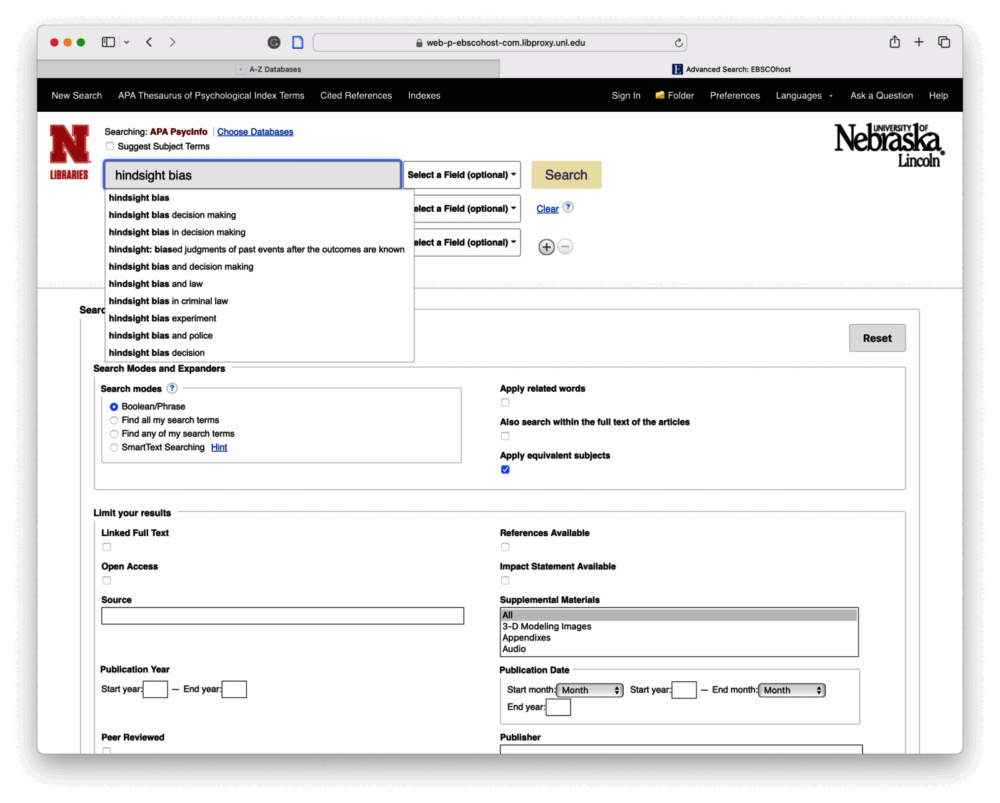 web-p-ebscohost-com.libproxy.unl.edu
A-Z Databases
Advanced Search: EBSCOhost
New Search APA Thesaurus of Psychological Index Terms Cited References Indexes Sign In Folder Preferences Languages Ask a Question Help
N
LIBRARIES
Searching: APA PsycInfo Choose Databases
Suggest Subject Terms
UNIVERSITY OF
Nebraska
Lincoln
hindsight bias Select a Field (optional) Search
hindsight bias
hindsight bias decision making
elect a Field (optional) Clear ?
hindsight bias in decision making
hindsight: biased judgments of past events after the outcomes are known
elect a Field (optional)
hindsight bias and decision making
hindsight bias and law
hindsight bias in criminal law
Searc
hindsight bias experiment
hindsight bias and police
hindsight bias decision
Reset
Search Modes and Expanders
Search modes ?
Boolean/Phrase
Find all my search terms
Find any of my search terms
SmartText Searching Hint
Apply related words
Also search within the full text of the articles
Apply equivalent subjects
Limit your results
Linked Full Text
References Available
Open Access
Impact Statement Available
Source
Supplemental Materials
All
3-D Modeling Images
Appendixes
Audio
Publication Year
Start year: – End year:
Publication Date
Start month: Month Start year: – End month: Month
End year:
Peer Reviewed
Publisher